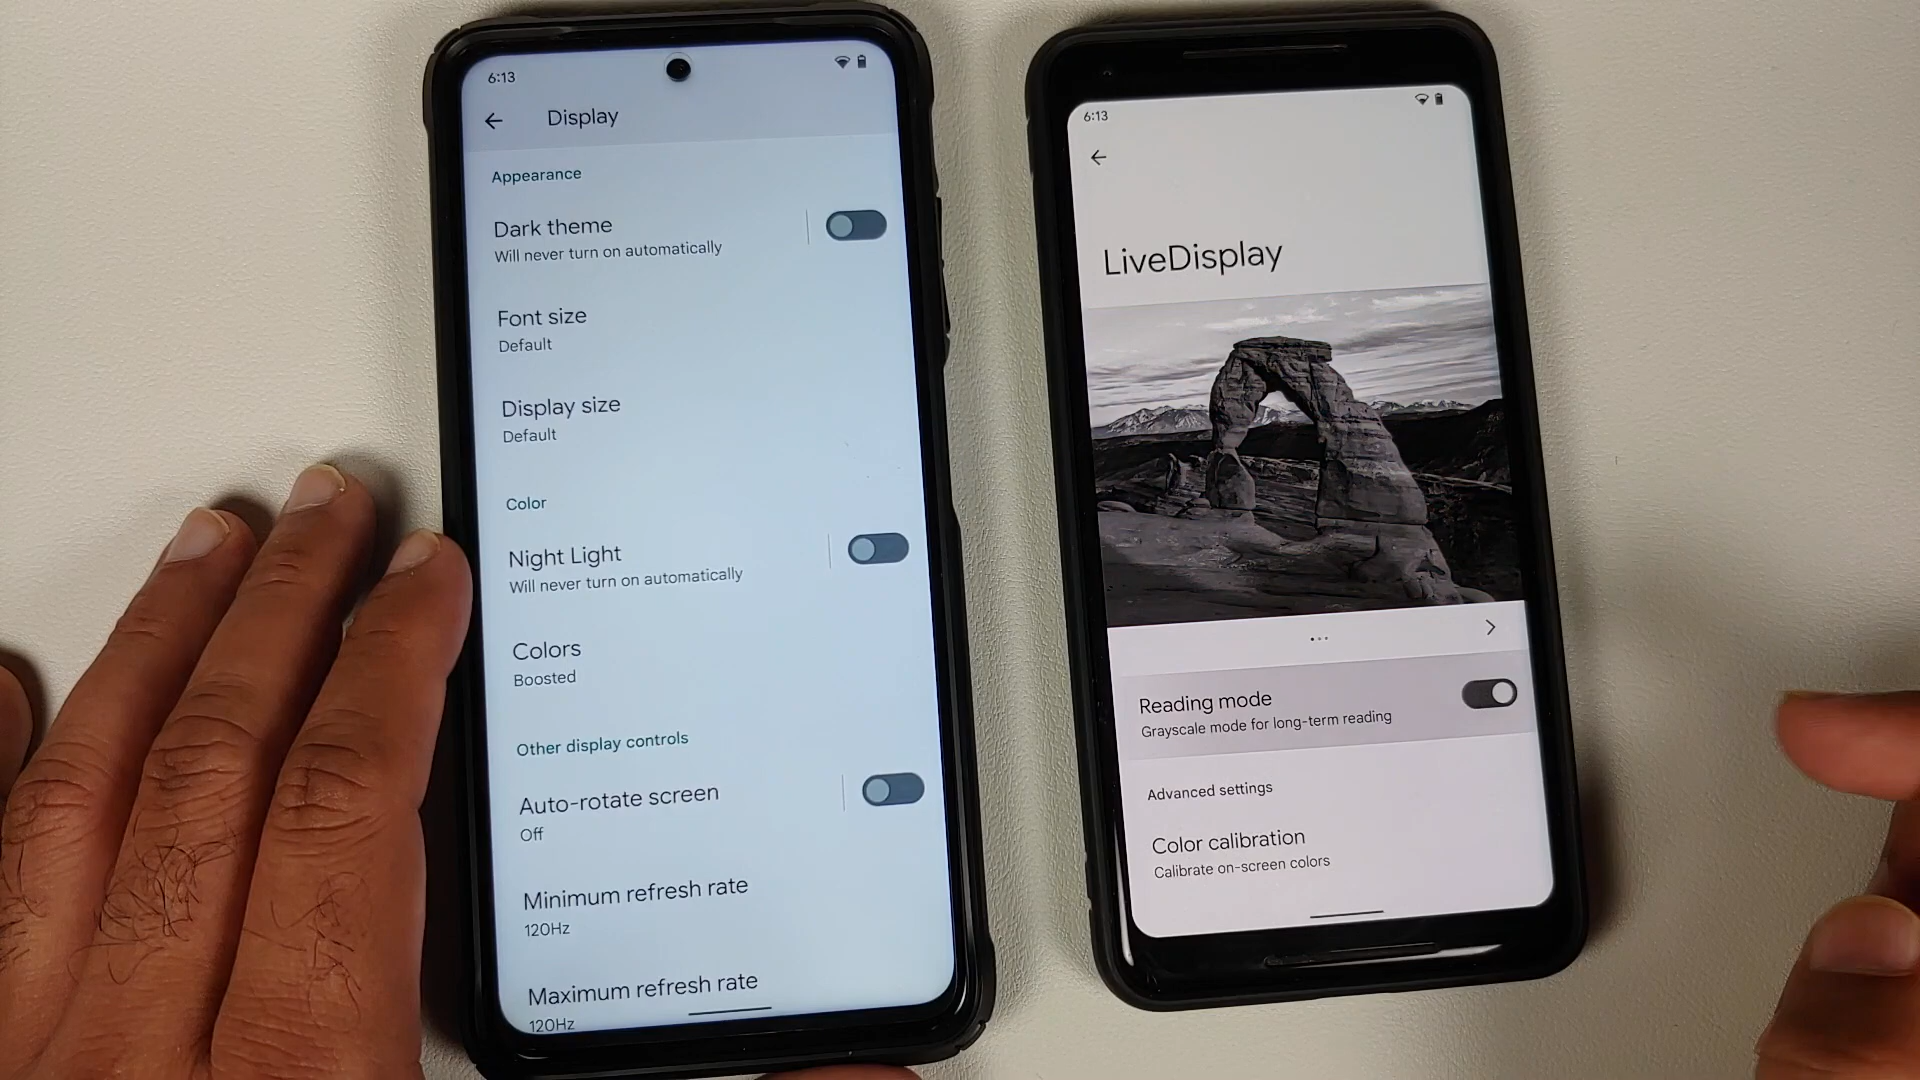 6:13
Display
Appearance
Dark theme
Will never turn on automatically
Font size
Default
Display size
Default
Color
Night Light
Will never turn on automatically
Colors
Boosted
Other display controls
Auto-rotate screen
Off
Minimum refresh rate
120Hz
Maximum refresh rate
120Hz
6:13
LiveDisplay
Reading mode
Grayscale mode for long-term reading
Advanced settings
Color calibration
Calibrate on-screen colors